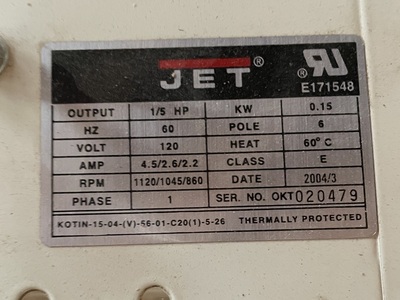 JET®
® RU
E171548
OUTPUT 1/5 HP KW 0.15
HZ 60 POLE 6
VOLT 120 HEAT 60°C
AMP 4.5/2.6/2.2 CLASS E
RPM 1120/1045/860 DATE 2004/3
PHASE 1 SER. NO. OKT020479
KOTIN-15-04-(V)-56-01-C20(1)-5-26 THERMALLY PROTECTED